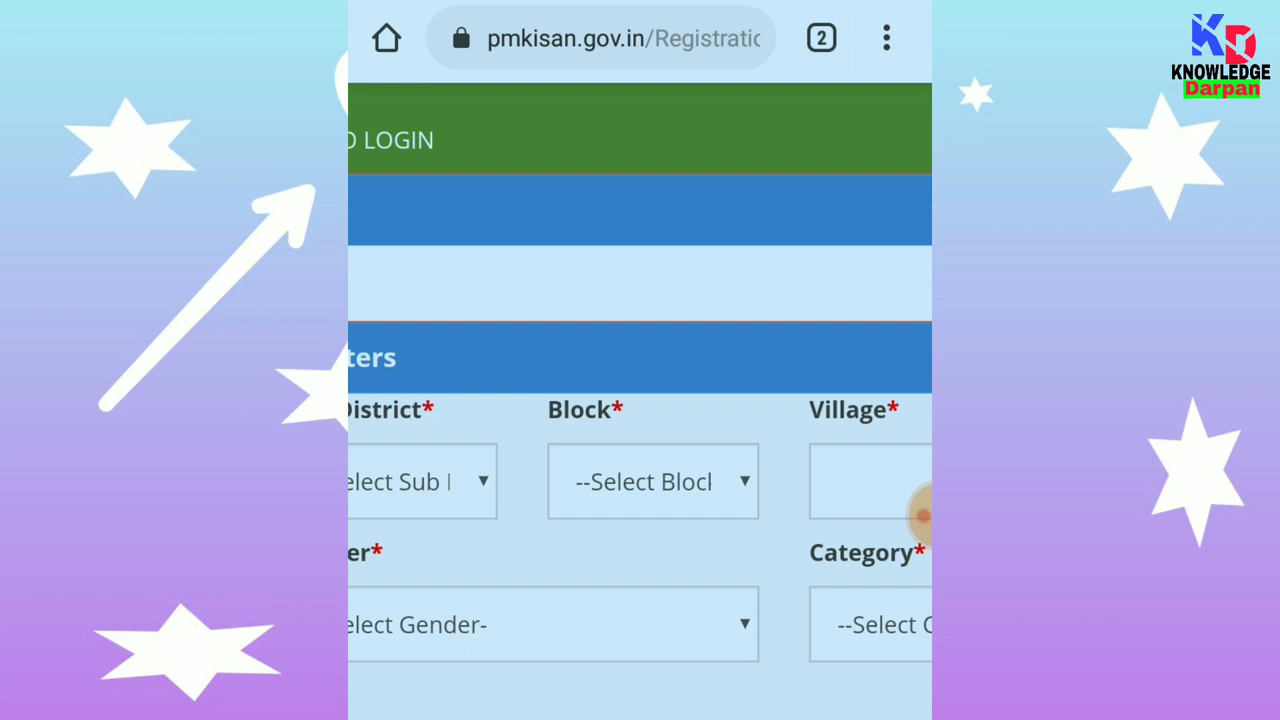 pmkisan.gov.in/Registratic
2
KNOWLEDGE
Darpan
LOGIN
ters
District* Block* Village*
elect Sub --Select Block
er* Category*
elect Gender- --Select C